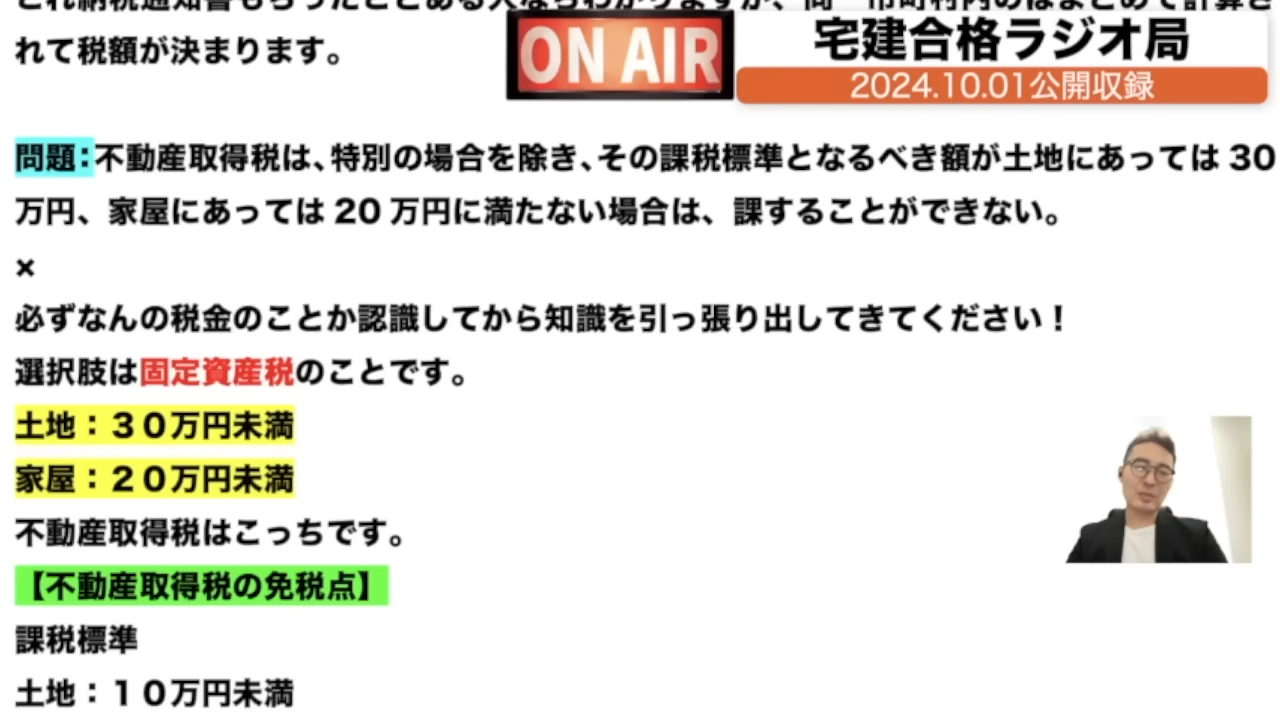 れて税額が決まります。
ON AIR
宅建合格ラジオ局
2024.10.01公開収録
問題：不動産取得税は、特別の場合を除き、その課税標準となるべき額が土地にあっては 30
万円、家屋にあっては 20 万円に満たない場合は、課することができない。
×
必ずなんの税金のことか認識してから知識を引っ張り出してきてください！
選択肢は固定資産税のことです。
土地：３０万円未満
家屋：２０万円未満
不動産取得税はこっちです。
【不動産取得税の免税点】
課税標準
土地：１０万円未満